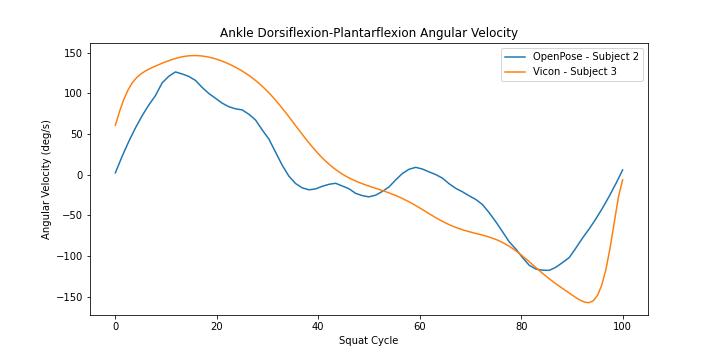 Ankle Dorsiflexion-Plantarflexion Angular Velocity
OpenPose - Subject 2
Vicon - Subject 3
Angular Velocity (deg/s)
150
100
50
0
−50
−100
−150
0 20 40 60 80 100
Squat Cycle